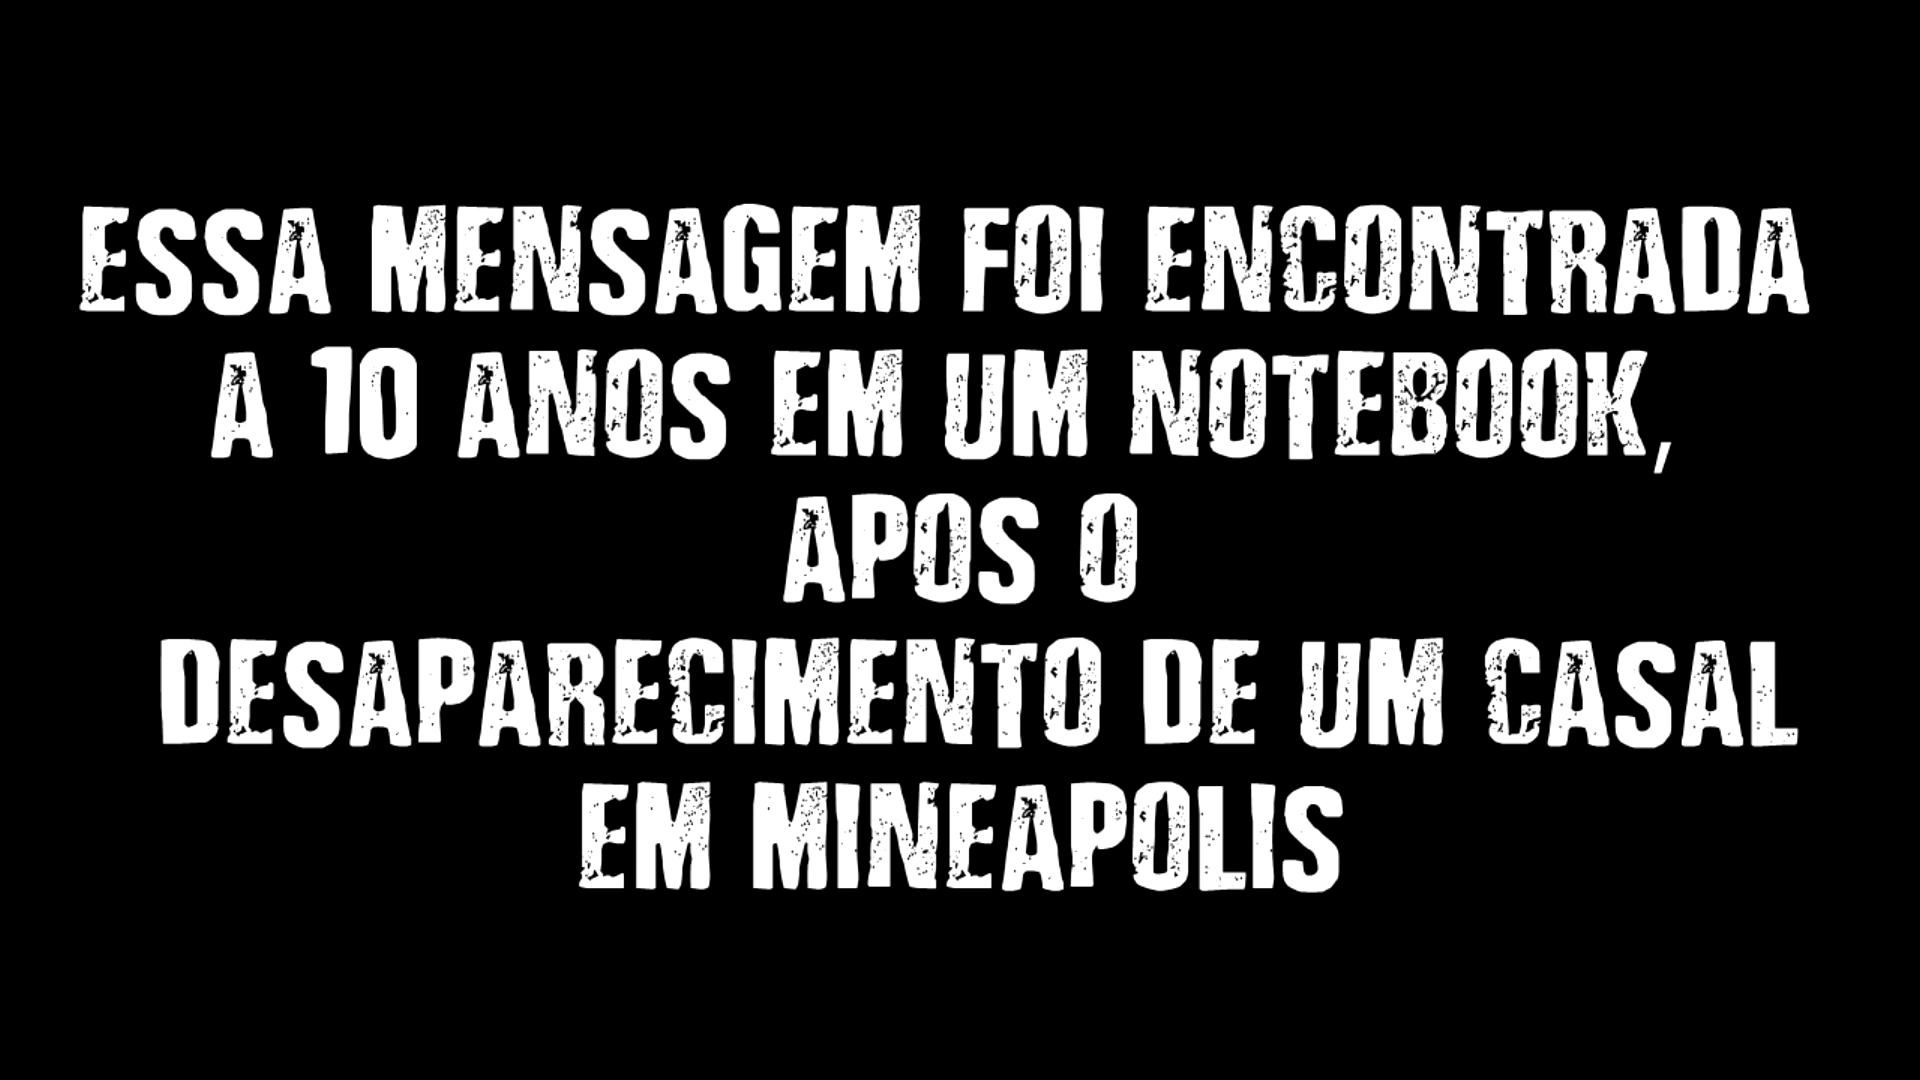 ESSA MENSAGEM FOI ENCONTRADA
A 10 ANOS EM UM NOTEBOOK,
APOS O
DESAPARECIMENTO DE UM CASAL
EM MINEAPOLIS